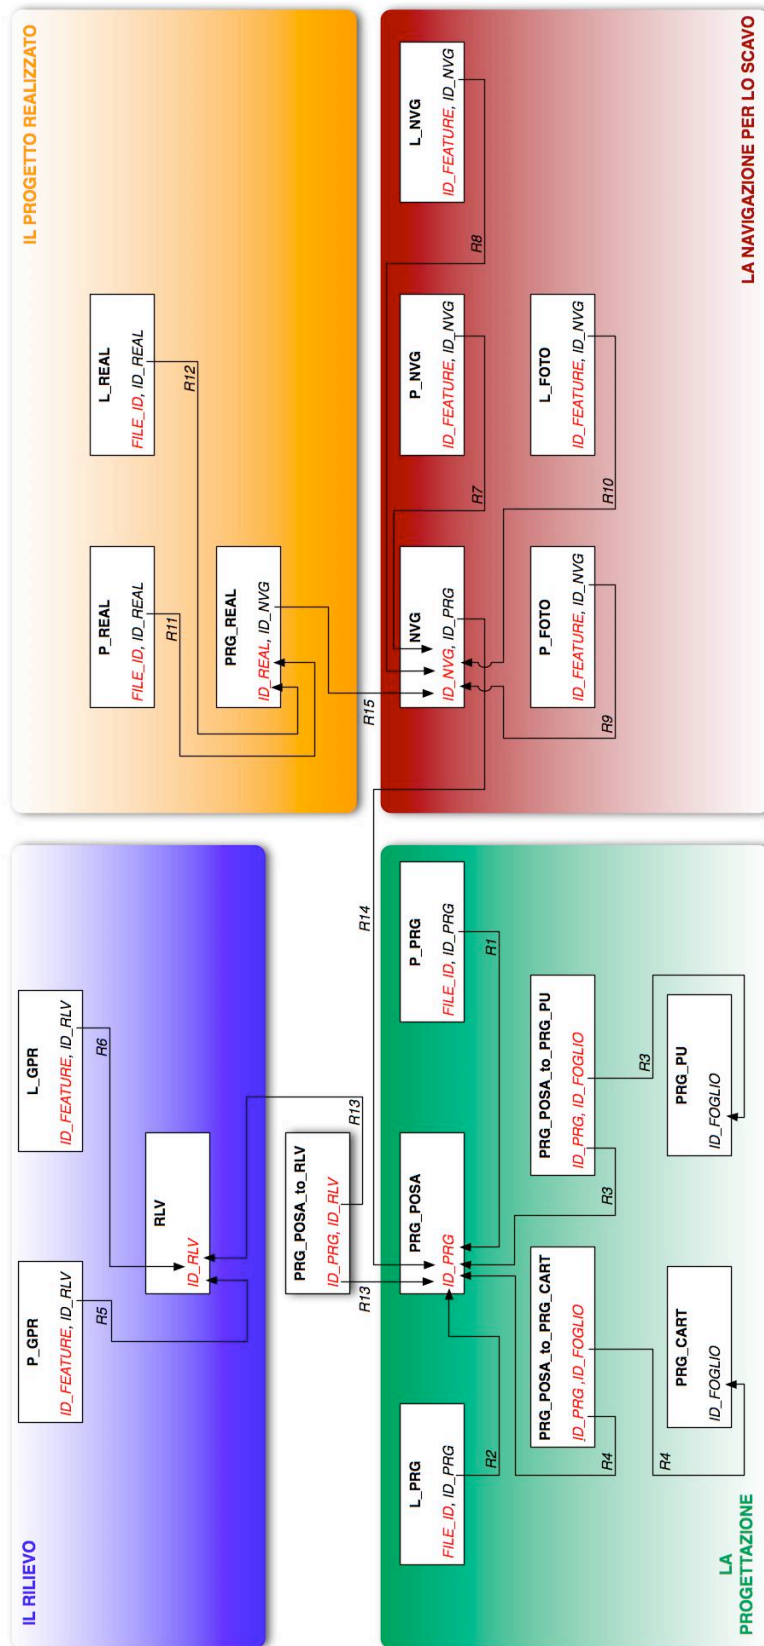 IL RILIEVO
P_GPR
ID_FEATURE, ID_RLV
R5
L_GPR
ID_FEATURE, ID_RLV
R6
RLV
ID_RLV
PRG_POSA_to_RLV
ID_PRG, ID_RLV
R13
R13
IL PROGETTO REALIZZATO
P_REAL
FILE_ID, ID_REAL
R11
L_REAL
FILE_ID, ID_REAL
R12
PRG_REAL
ID_REAL, ID_NVG
R15
R14
LA
PROGETTAZIONE
L_PRG
FILE_ID, ID_PRG
R2
PRG_POSA
ID_PRG
P_PRG
FILE_ID, ID_PRG
R1
PRG_POSA_to_PRG_CART
ID_PRG ,ID_FOGLIO
R4
R4
PRG_POSA_to_PRG_PU
ID_PRG, ID_FOGLIO
R3
R3
PRG_CART
ID_FOGLIO
PRG_PU
ID_FOGLIO
LA NAVIGAZIONE PER LO SCAVO
NVG
ID_NVG, ID_PRG
P_NVG
ID_FEATURE, ID_NVG
R7
L_NVG
ID_FEATURE, ID_NVG
R8
P_FOTO
ID_FEATURE, ID_NVG
R9
L_FOTO
ID_FEATURE, ID_NVG
R10